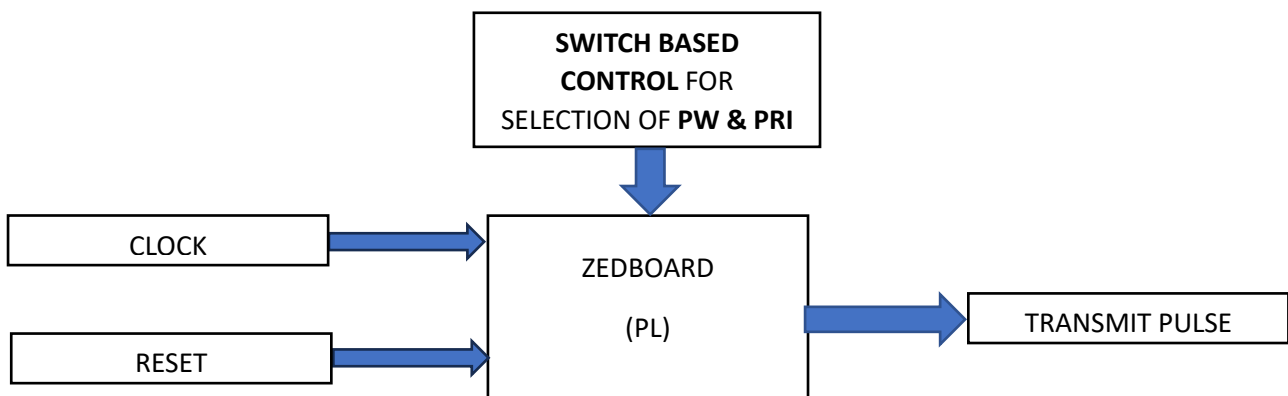 SWITCH BASED
CONTROL FOR
SELECTION OF PW & PRI
CLOCK
ZEDBOARD
(PL)
TRANSMIT PULSE
RESET